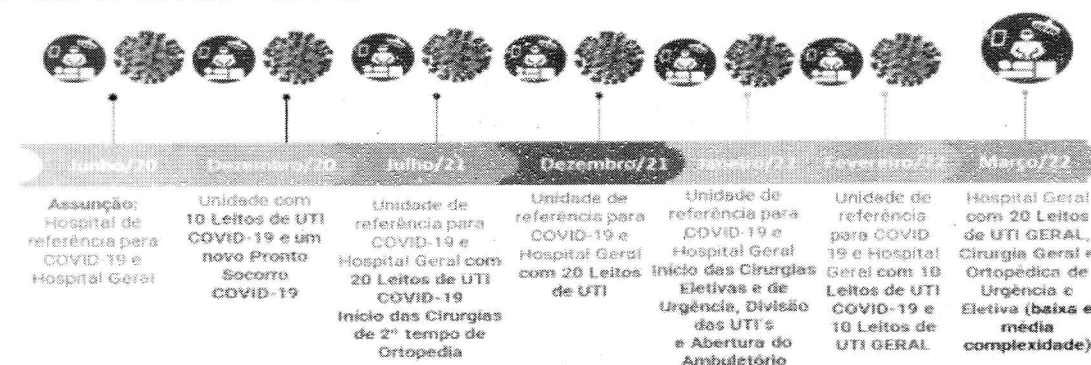 Junho/20
Assunção:
Hospital de
referência para
COVID-19 e
Hospital Geral
Dezembro/20
Unidade com
10 Leitos de UTI
COVID-19 e um
novo Pronto
Socorro
COVID-19
Julho/21
Unidade de
referência para
COVID-19 e
Hospital Geral com
20 Leitos de UTI
COVID-19
Início das Cirurgias
de 2º tempo de
Ortopedia
Dezembro/21
Unidade de
referência para
COVID-19 e
Hospital Geral
com 20 Leitos
de UTI
Janeiro/22
Unidade de
referência para
COVID-19 e
Hospital Geral
Início das Cirurgias
Eletivas e de
Urgência, Divisão
das UTI's
e Abertura do
Ambulatório
Fevereiro/22
Unidade de
referência
para COVID
19 e Hospital
Geral com 10
Leitos de UTI
COVID-19 e
10 Leitos de
UTI GERAL
Março/22
Hospital Geral
com 20 Leitos
de UTI GERAL,
Cirurgia Geral e
Ortopédica de
Urgência e
Eletiva (baixa e
média
complexidade)